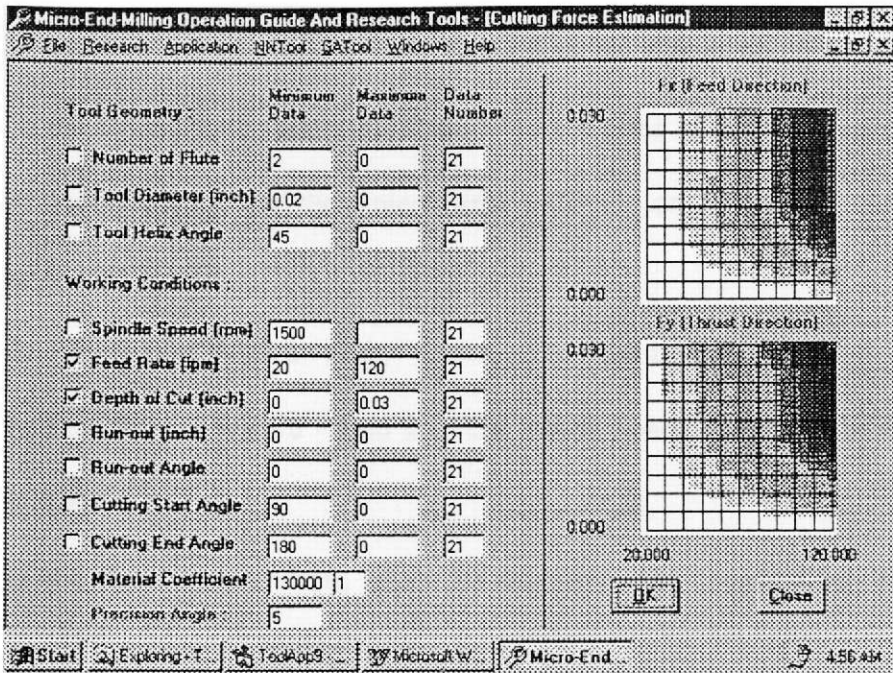 Micro-End-Milling Operation Guide And Research Tools - [Cutting Force Estimation]
File Research Application NNTool GATool Windows Help
Tool Geometry :
Minimum Data
Maximum Data
Data Number
Number of Flute 2 0 21
Tool Diameter (inch) 0.02 0 21
Tool Helix Angle 45 0 21
Working Conditions :
Spindle Speed (rpm) 1500 21
Feed Rate (ipm) 20 120 21
Depth of Cut (inch) 0 0.03 21
Run-out (inch) 0 0 21
Run-out Angle 0 0 21
Cutting Start Angle 90 0 21
Cutting End Angle 180 0 21
Material Coefficient 130000 1
Precision Angle : 5
Fx (Feed Direction)
0.030
0.000
Fy (Thrust Direction)
0.030
0.000
20.000 120.000
OK Close
Start Exploring - T... ToolApp9 - ... Microsoft W... Micro-End... 4:56 AM